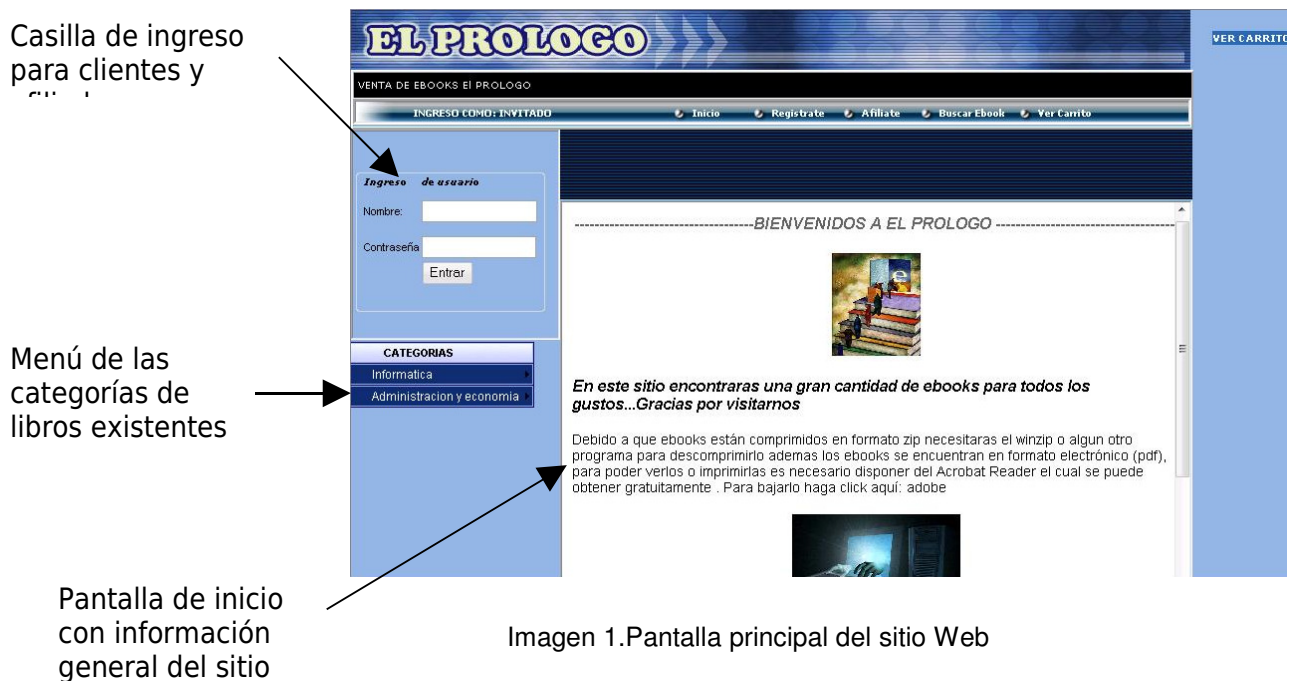 Casilla de ingreso
para clientes y
EL PROLOGO
VER CARRITO
VENTA DE EBOOKS El PROLOGO
INGRESO COMO: INVITADO
Inicio Registrate Afiliate Buscar Ebook Ver Carrito
Ingreso de usuario
Nombre:
Contraseña
Entrar
CATEGORIAS
Informatica
Administracion y economia
Menú de las
categorías de
libros existentes
-BIENVENIDOS A EL PROLOGO -
En este sitio encontraras una gran cantidad de ebooks para todos los
gustos...Gracias por visitarnos
Debido a que ebooks están comprimidos en formato zip necesitaras el winzip o algun otro
programa para descomprimirlo ademas los ebooks se encuentran en formato electrónico (pdf),
para poder verlos o imprimirlas es necesario disponer del Acrobat Reader el cual se puede
obtener gratuitamente . Para bajarlo haga click aquí: adobe
Pantalla de inicio
con información
general del sitio
Imagen 1.Pantalla principal del sitio Web